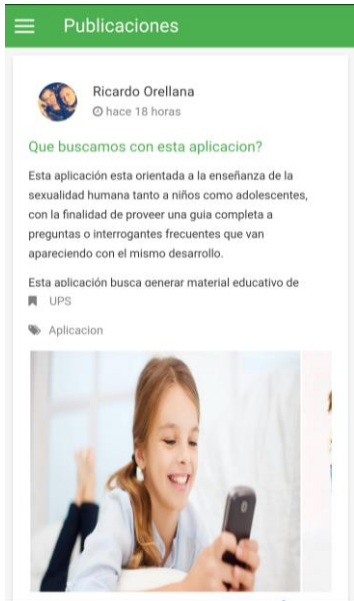 Publicaciones
Ricardo Orellana
hace 18 horas
Que buscamos con esta aplicacion?
Esta aplicación esta orientada a la enseñanza de la
sexualidad humana tanto a niños como adolescentes,
con la finalidad de proveer una guia completa a
preguntas o interrogantes frecuentes que van
apareciendo con el mismo desarrollo.
Esta aplicación busca generar material educativo de
UPS
Aplicacion